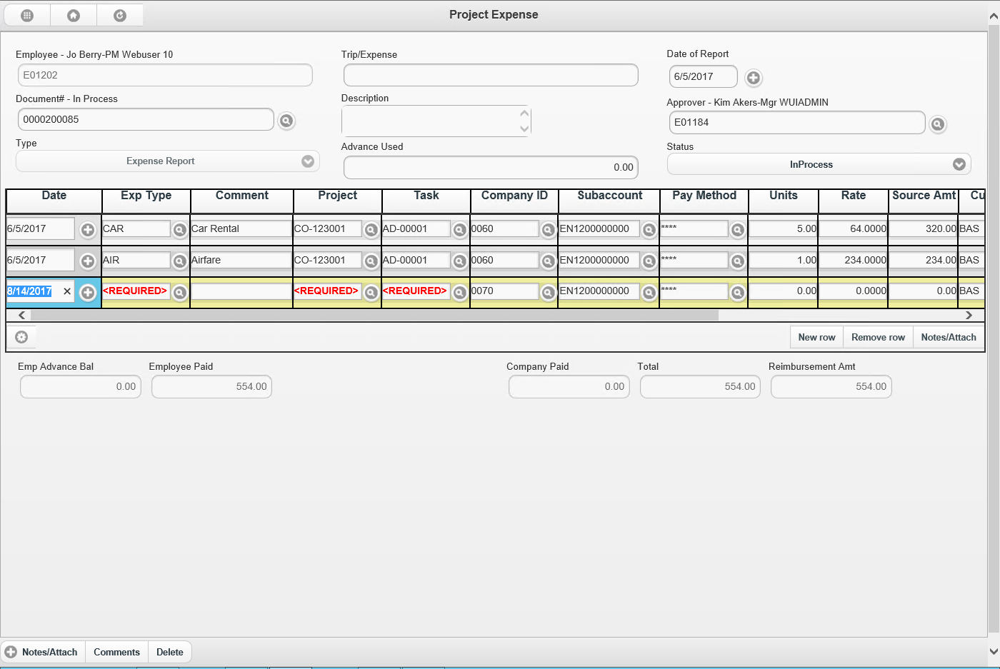 Project Expense
Employee - Jo Berry-PM Webuser 10
Trip/Expense
Date of Report
E01202
6/5/2017
Document# - In Process
Description
Approver - Kim Akers-Mgr WUIADMIN
0000200085
E01184
Type
Advance Used
Status
Expense Report
0.00
InProcess
Date Exp Type Comment Project Task Company ID Subaccount Pay Method Units Rate Source Amt Cu
6/5/2017 CAR Car Rental CO-123001 AD-00001 0060 EN1200000000 **** 5.00 64.0000 320.00 BAS
6/5/2017 AIR Airfare CO-123001 AD-00001 0060 EN1200000000 **** 1.00 234.0000 234.00 BAS
8/14/2017 <REQUIRED> <REQUIRED> <REQUIRED> 0070 EN1200000000 **** 0.00 0.0000 0.00 BAS
New row Remove row Notes/Attach
Emp Advance Bal Employee Paid Company Paid Total Reimbursement Amt
0.00 554.00 0.00 554.00 554.00
Notes/Attach Comments Delete